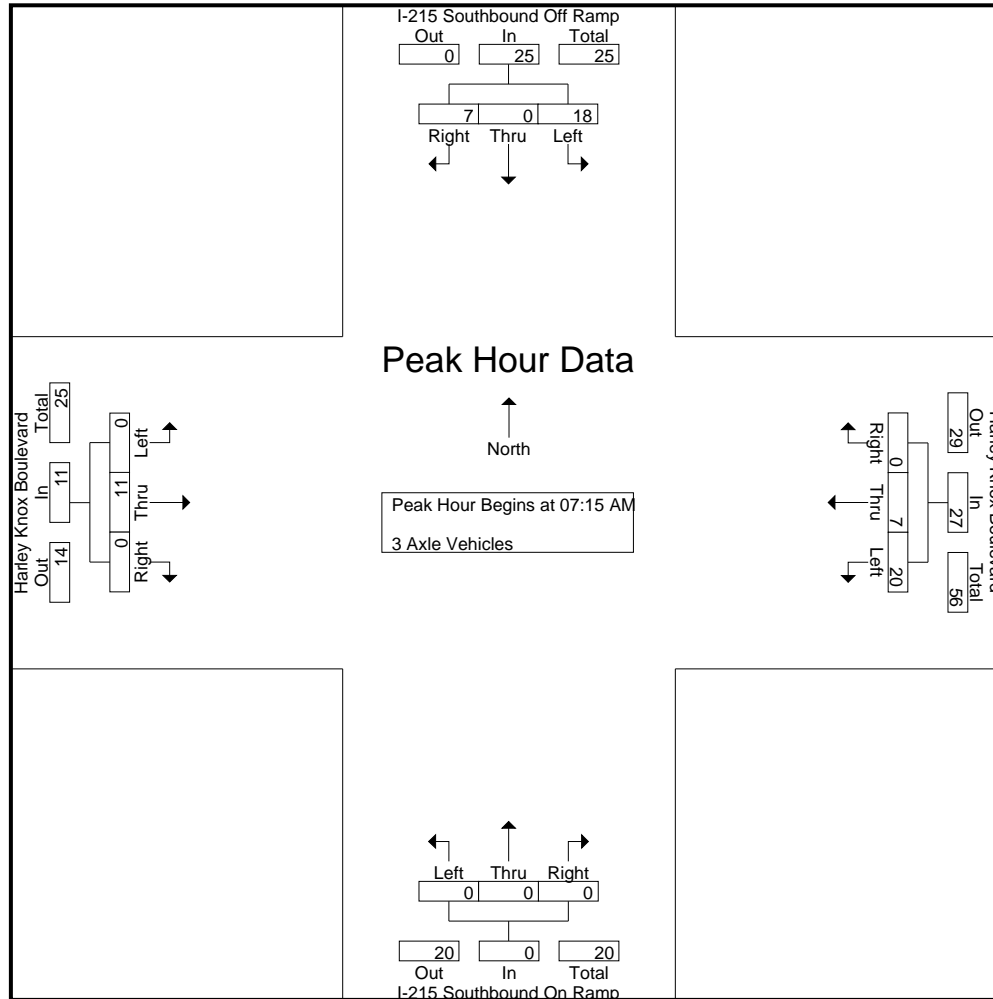 I-215 Southbound Off Ramp
Out In Total
0 25 25
7 0 18
Right Thru Left
Peak Hour Data
North
Peak Hour Begins at 07:15 AM
3 Axle Vehicles
Harley Knox Boulevard
Total In Out
25 11 14
0 11 0
Left Thru Right
Right Thru Left
0 7 20
29 27 56
Out In Total
Harley Knox Boulevard
Left Thru Right
0 0 0
20 0 20
Out In Total
I-215 Southbound On Ramp